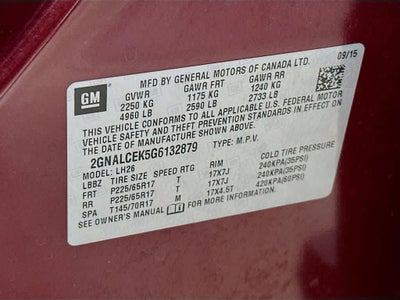 GM
MFD BY GENERAL MOTORS OF CANADA LTD.
09/15
GVWR GAWR FRT GAWR RR
2250 KG 1175 KG 1240 KG
4960 LB 2590 LB 2733 LB
THIS VEHICLE CONFORMS TO ALL APPLICABLE U.S.
FEDERAL MOTOR VEHICLE SAFETY, BUMPER, AND THEFT
PREVENTION STANDARDS IN EFFECT ON THE DATE OF
MANUFACTURE SHOWN ABOVE.
2GNALCEK5G6132879 TYPE: M.P.V.
MODEL: LH26
LBBZ TIRE SIZE SPEED RTG RIM COLD TIRE PRESSURE
FRT P225/65R17 T 17X7J 240KPA(35PSI)
RR P225/65R17 T 17X7J 240KPA(35PSI)
SPA T145/70R17 M 17X4.5T 420KPA(60PSI)
SEE OWNER'S MANUAL FOR MORE INFORMATION.